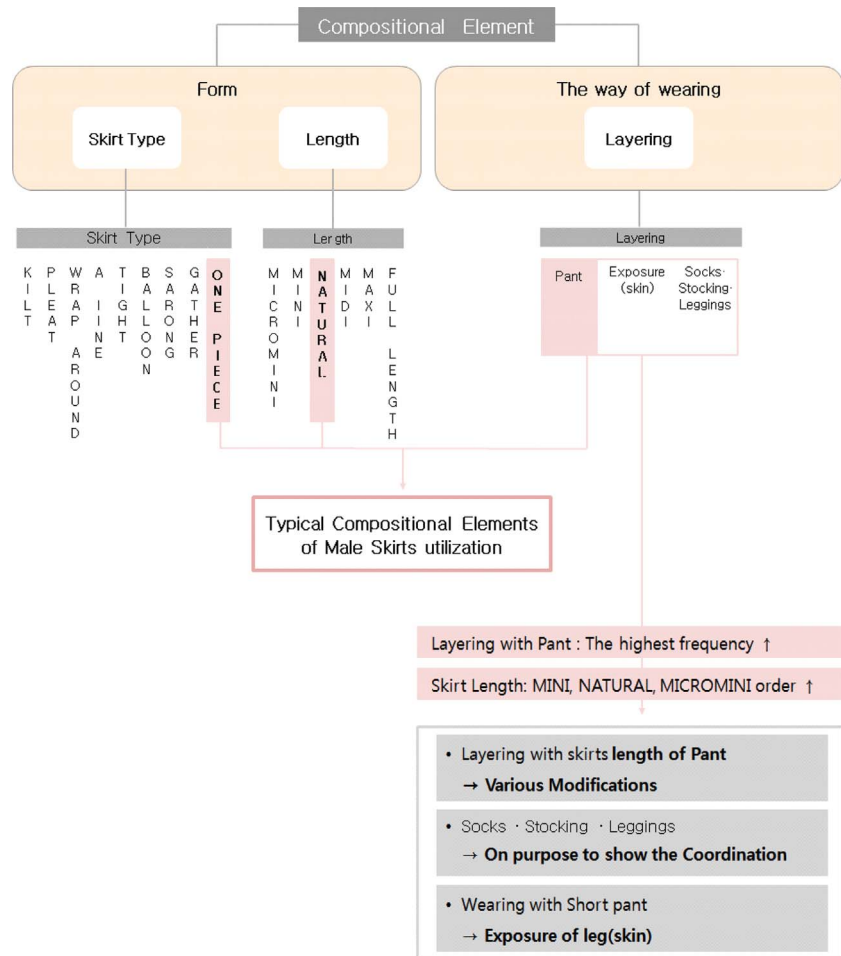 Compositional Element
Form
The way of wearing
Skirt Type
Length
Layering
Skirt Type
Lergth
Layering
KILT
PLEAT
WRAP AROUND
A IINE
TIGHT
BALLOON
SARONG
GATHER
ONE PIECE
MICROMINI
MINI
NATURAL
MIDI
MAXI
FULL LENGTH
Pant
Exposure
(skin)
Socks·
Stocking·
Leggings
Typical Compositional Elements
of Male Skirts utilization
Layering with Pant : The highest frequency ↑
Skirt Length: MINI, NATURAL, MICROMINI order ↑
• Layering with skirts length of Pant
→ Various Modifications
• Socks · Stocking · Leggings
→ On purpose to show the Coordination
• Wearing with Short pant
→ Exposure of leg(skin)